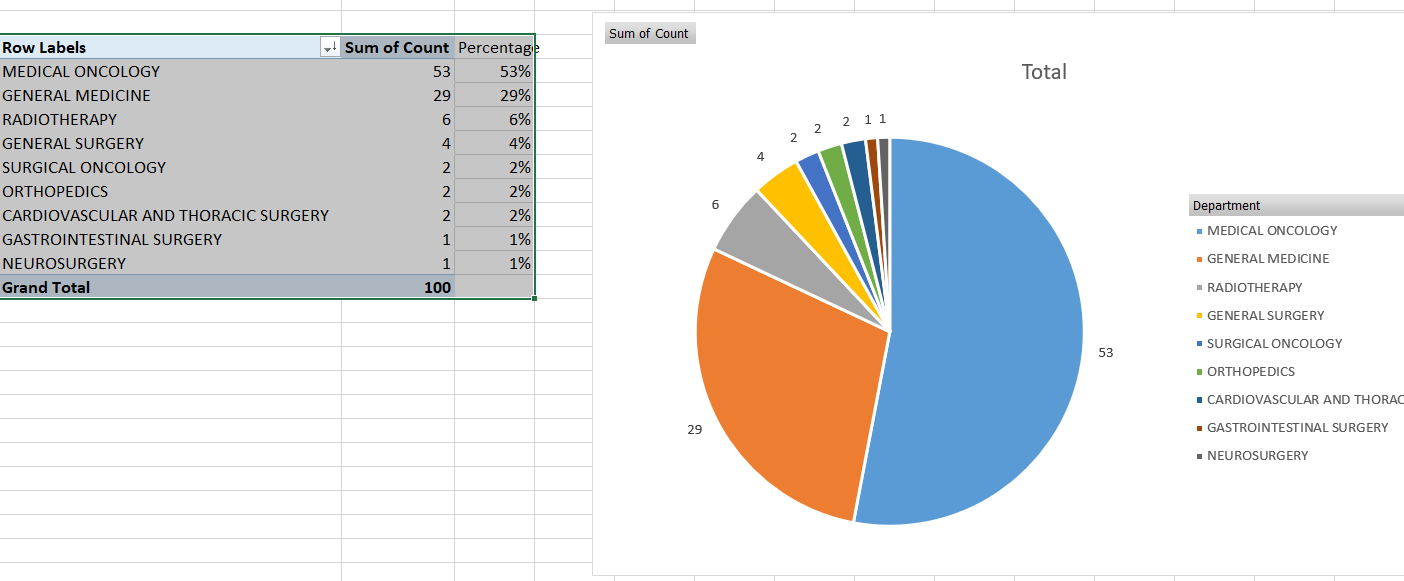 Row Labels Sum of Count Percentage
MEDICAL ONCOLOGY 53 53%
GENERAL MEDICINE 29 29%
RADIOTHERAPY 6 6%
GENERAL SURGERY 4 4%
SURGICAL ONCOLOGY 2 2%
ORTHOPEDICS 2 2%
CARDIOVASCULAR AND THORACIC SURGERY 2 2%
GASTROINTESTINAL SURGERY 1 1%
NEUROSURGERY 1 1%
Grand Total 100
Sum of Count
Total
2 1 1
2
2
4
6
53
29
Department
MEDICAL ONCOLOGY
GENERAL MEDICINE
RADIOTHERAPY
GENERAL SURGERY
SURGICAL ONCOLOGY
ORTHOPEDICS
CARDIOVASCULAR AND THORAC
GASTROINTESTINAL SURGERY
NEUROSURGERY